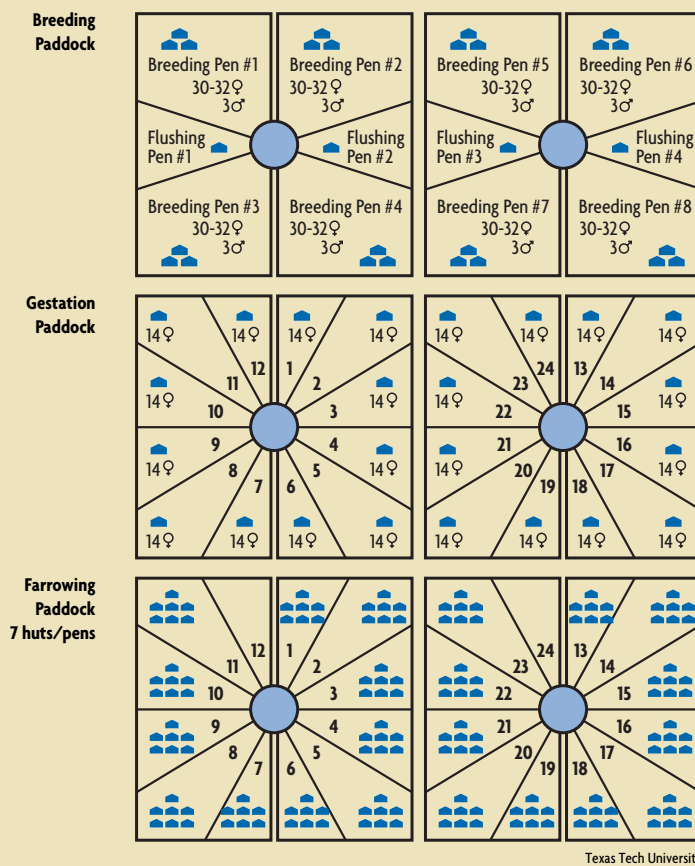 Breeding
Paddock
Breeding Pen #1
30-32♀
3♂
Breeding Pen #2
30-32♀
3♂
Flushing
Pen #1
Flushing
Pen #2
Breeding Pen #3
30-32♀
3♂
Breeding Pen #4
30-32♀
3♂
Breeding Pen #5
30-32♀
3♂
Breeding Pen #6
30-32♀
3♂
Flushing
Pen #3
Flushing
Pen #4
Breeding Pen #7
30-32♀
3♂
Breeding Pen #8
30-32♀
3♂
Gestation
Paddock
14♀ 14♀ 14♀ 14♀
12 1
11 2
14♀ 14♀
10 3
9 4
14♀ 14♀
8 5
7 6
14♀ 14♀ 14♀ 14♀
14♀ 14♀ 14♀ 14♀
24 13
23 14
14♀ 14♀
22 15
21 16
14♀ 14♀
20 17
19 18
14♀ 14♀ 14♀ 14♀
Farrowing
Paddock
7 huts/pens
12 1
11 2
10 3
9 4
8 5
7 6
24 13
23 14
22 15
21 16
20 17
19 18
Texas Tech Universit